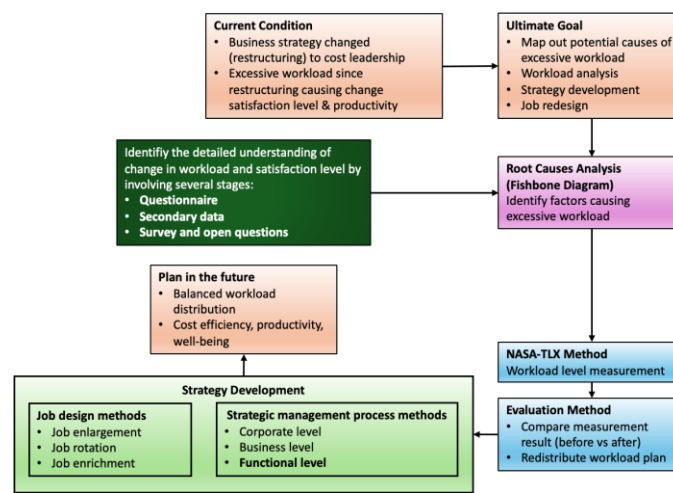 Current Condition
• Business strategy changed
(restructuring) to cost leadership
• Excessive workload since
restructuring causing change
satisfaction level & productivity
Ultimate Goal
• Map out potential causes of
excessive workload
• Workload analysis
• Strategy development
• Job redesign
Identifiy the detailed understanding of
change in workload and satisfaction level by
involving several stages:
• Questionnaire
• Secondary data
• Survey and open questions
Root Causes Analysis
(Fishbone Diagram)
Identify factors causing
excessive workload
Plan in the future
• Balanced workload
distribution
• Cost efficiency, productivity,
well-being
NASA-TLX Method
Workload level measurement
Strategy Development
Job design methods
• Job enlargement
• Job rotation
• Job enrichment
Strategic management process methods
• Corporate level
• Business level
• Functional level
Evaluation Method
• Compare measurement
result (before vs after)
• Redistribute workload plan